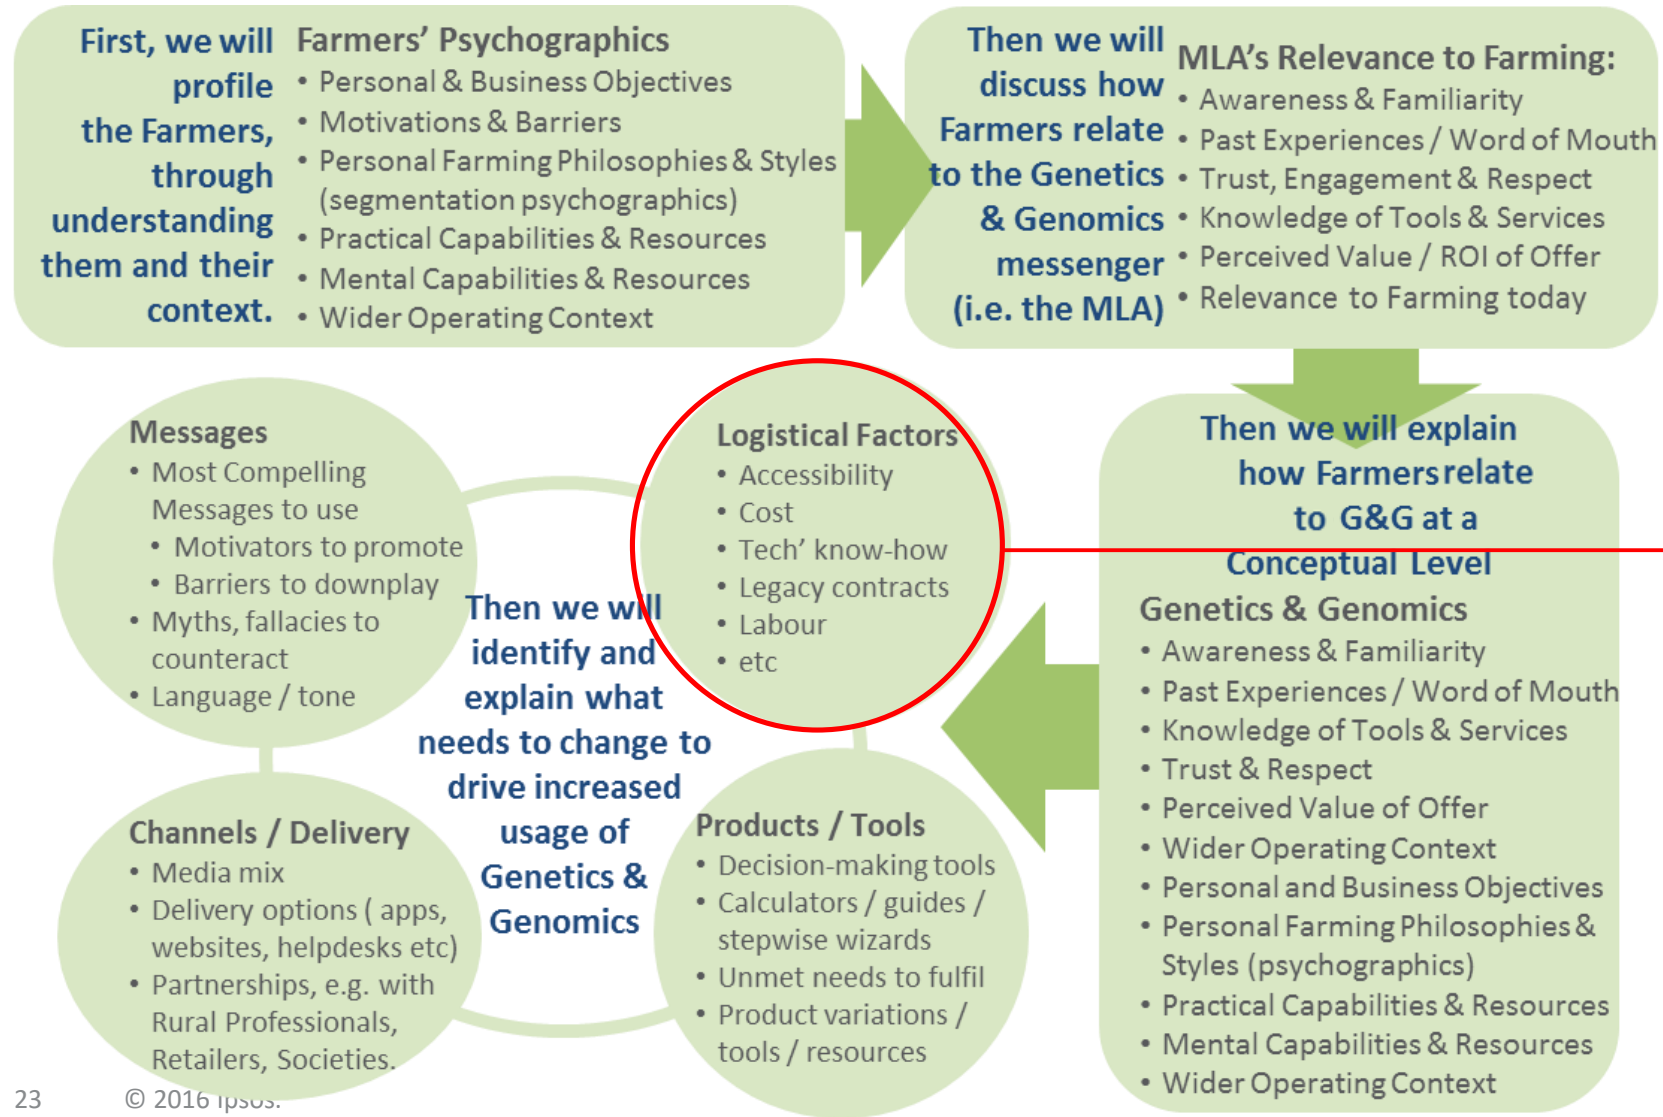 First, we will
profile
the Farmers,
through
understanding
them and their
context.
Farmers' Psychographics
• Personal & Business Objectives
• Motivations & Barriers
• Personal Farming Philosophies & Styles
(segmentation psychographics)
• Practical Capabilities & Resources
• Mental Capabilities & Resources
• Wider Operating Context
Then we will
discuss how
Farmers relate
to the Genetics
& Genomics
messenger
(i.e. the MLA)
MLA's Relevance to Farming:
• Awareness & Familiarity
• Past Experiences / Word of Mouth
• Trust, Engagement & Respect
• Knowledge of Tools & Services
• Perceived Value / ROI of Offer
• Relevance to Farming today
Then we will explain
how Farmers relate
to G&G at a
Conceptual Level
Genetics & Genomics
• Awareness & Familiarity
• Past Experiences / Word of Mouth
• Knowledge of Tools & Services
• Trust & Respect
• Perceived Value of Offer
• Wider Operating Context
• Personal and Business Objectives
• Personal Farming Philosophies &
Styles (psychographics)
• Practical Capabilities & Resources
• Mental Capabilities & Resources
• Wider Operating Context
Then we will
identify and
explain what
needs to change to
drive increased
usage of
Genetics &
Genomics
Messages
• Most Compelling
Messages to use
• Motivators to promote
• Barriers to downplay
• Myths, fallacies to
counteract
• Language / tone
Logistical Factors
• Accessibility
• Cost
• Tech' know-how
• Legacy contracts
• Labour
• etc
Channels / Delivery
• Media mix
• Delivery options ( apps,
websites, helpdesks etc)
• Partnerships, e.g. with
Rural Professionals,
Retailers, Societies.
Products / Tools
• Decision-making tools
• Calculators / guides /
stepwise wizards
• Unmet needs to fulfil
• Product variations /
tools / resources
23 © 2016 Ipsos.